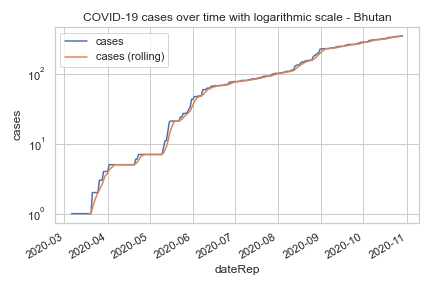 COVID-19 cases over time with logarithmic scale - Bhutan
cases
cases (rolling)
cases
10²
10¹
10⁰
2020-03 2020-04 2020-05 2020-06 2020-07 2020-08 2020-09 2020-10 2020-11
dateRep